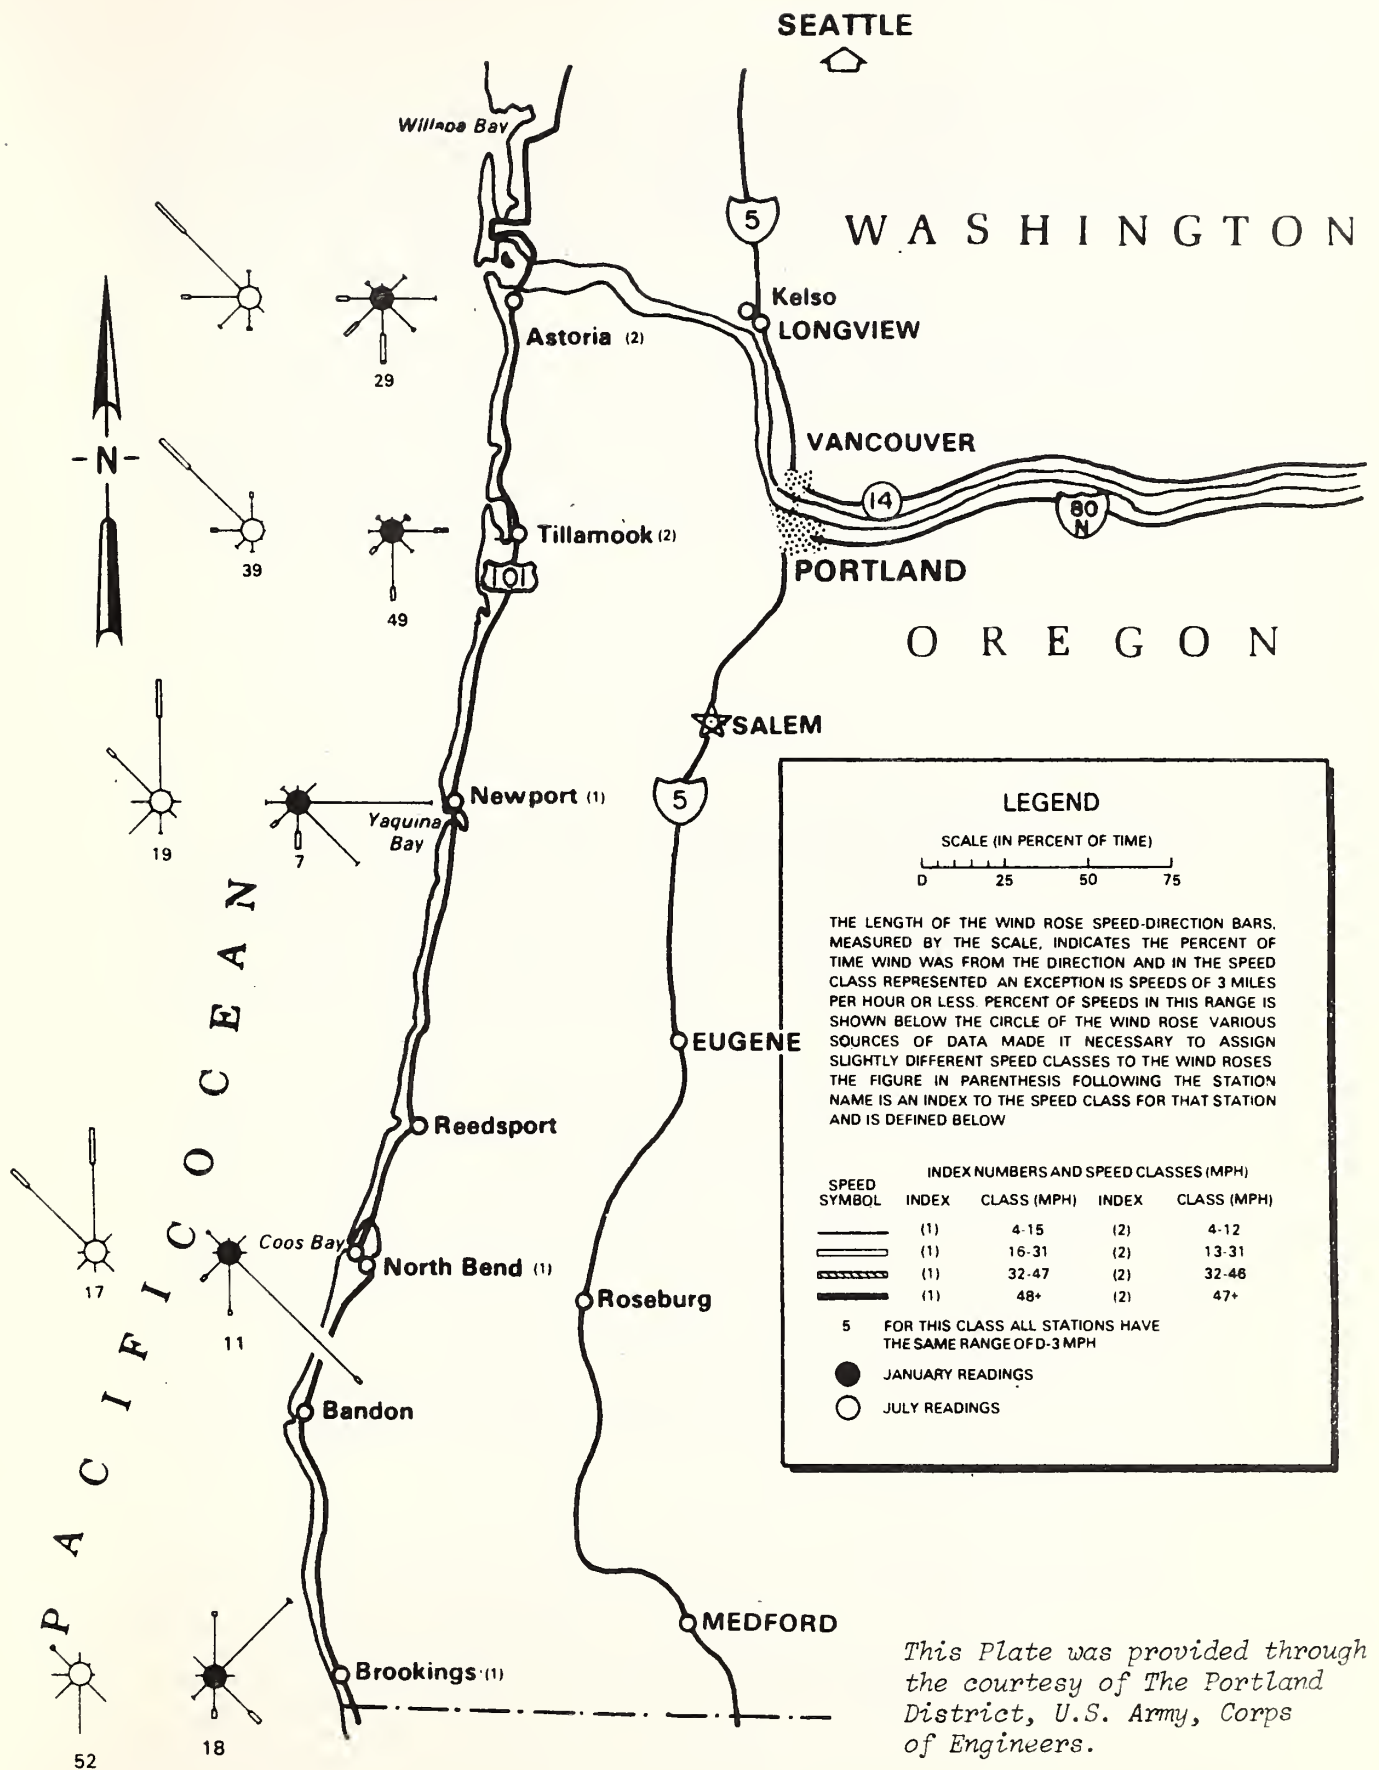 SEATTLE
Willapa Bay
5
WASHINGTON
Kelso
LONGVIEW
Astoria (2)
29
VANCOUVER
-N-
14
80
N
Tillamook (2)
39
101
PORTLAND
49
OREGON
SALEM
5
Newport (1)
Yaquina
Bay
19
7
PACIFIC OCEAN
EUGENE
Reedsport
Coos Bay
North Bend (1)
17
11
Roseburg
Bandon
MEDFORD
Brookings (1)
52
18
LEGEND
SCALE (IN PERCENT OF TIME)
D 25 50 75
THE LENGTH OF THE WIND ROSE SPEED-DIRECTION BARS,
MEASURED BY THE SCALE, INDICATES THE PERCENT OF
TIME WIND WAS FROM THE DIRECTION AND IN THE SPEED
CLASS REPRESENTED AN EXCEPTION IS SPEEDS OF 3 MILES
PER HOUR OR LESS. PERCENT OF SPEEDS IN THIS RANGE IS
SHOWN BELOW THE CIRCLE OF THE WIND ROSE VARIOUS
SOURCES OF DATA MADE IT NECESSARY TO ASSIGN
SLIGHTLY DIFFERENT SPEED CLASSES TO THE WIND ROSES
THE FIGURE IN PARENTHESIS FOLLOWING THE STATION
NAME IS AN INDEX TO THE SPEED CLASS FOR THAT STATION
AND IS DEFINED BELOW
INDEX NUMBERS AND SPEED CLASSES (MPH)
SPEED
SYMBOL INDEX CLASS (MPH) INDEX CLASS (MPH)
(1) 4-15 (2) 4-12
(1) 16-31 (2) 13-31
(1) 32-47 (2) 32-46
(1) 48+ (2) 47+
5 FOR THIS CLASS ALL STATIONS HAVE
THE SAME RANGE OF D-3 MPH
JANUARY READINGS
JULY READINGS
This Plate was provided through
the courtesy of The Portland
District, U.S. Army, Corps
of Engineers.